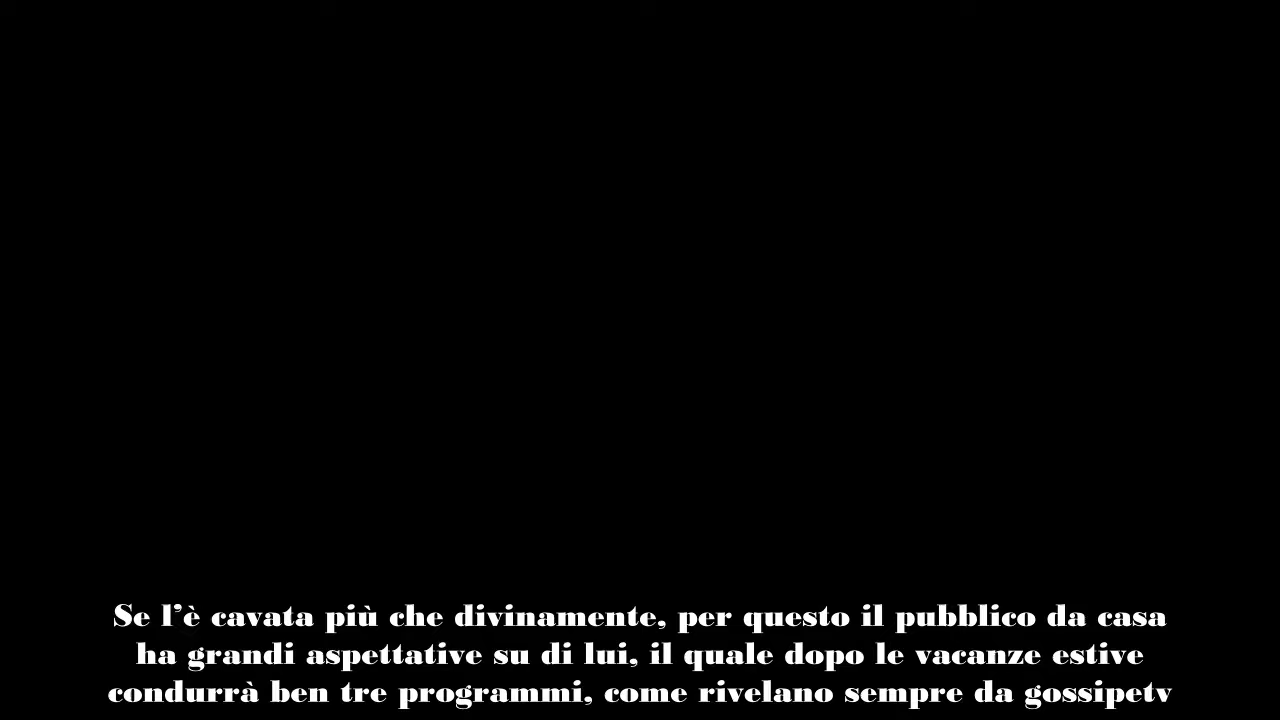 Se l’è cavata più che divinamente, per questo il pubblico da casa
ha grandi aspettative su di lui, il quale dopo le vacanze estive
condurrà ben tre programmi, come rivelano sempre da gossipetv